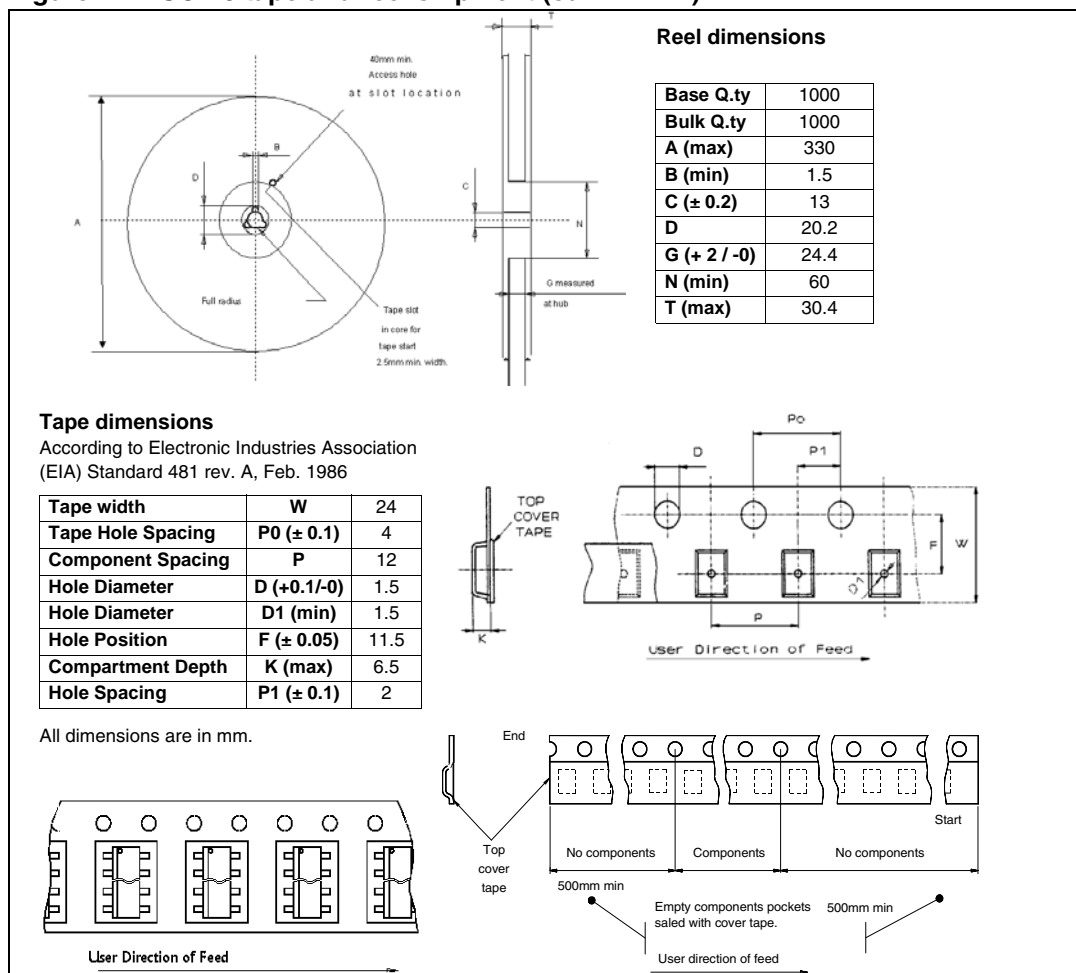 T
40mm min.
Access hole
at slot location
B
D
C
A
N
Full radius
G measured
at hub
Tape slot
in core for
tape start
2.5mm min. width.
Reel dimensions
Base Q.ty 1000
Bulk Q.ty 1000
A (max) 330
B (min) 1.5
C (± 0.2) 13
D 20.2
G (+ 2 / -0) 24.4
N (min) 60
T (max) 30.4
Tape dimensions
According to Electronic Industries Association
(EIA) Standard 481 rev. A, Feb. 1986
Tape width W 24
Tape Hole Spacing P0 (± 0.1) 4
Component Spacing P 12
Hole Diameter D (+0.1/-0) 1.5
Hole Diameter D1 (min) 1.5
Hole Position F (± 0.05) 11.5
Compartment Depth K (max) 6.5
Hole Spacing P1 (± 0.1) 2
All dimensions are in mm.
Po
D
P1
TOP
COVER
TAPE
F
W
D1
K
P
User Direction of Feed
End
Start
Top
cover
tape
No components
Components
No components
500mm min
Empty components pockets
saled with cover tape.
500mm min
User direction of feed
User Direction of Feed